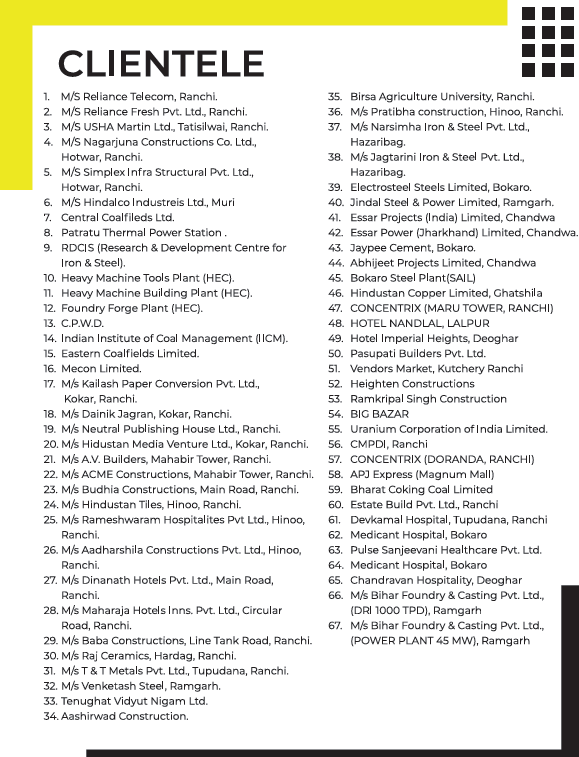 CLIENTELE
1. M/S Reliance Telecom, Ranchi.
2. M/S Reliance Fresh Pvt. Ltd., Ranchi.
3. M/S USHA Martin Ltd., Tatisilwai, Ranchi.
4. M/S Nagarjuna Constructions Co. Ltd.,
Hotwar, Ranchi.
5. M/S Simplex Infra Structural Pvt. Ltd.,
Hotwar, Ranchi.
6. M/S Hindalco Industreis Ltd., Muri
7. Central Coalfileds Ltd.
8. Patratu Thermal Power Station .
9. RDCIS (Research & Development Centre for
Iron & Steel).
10. Heavy Machine Tools Plant (HEC).
11. Heavy Machine Building Plant (HEC).
12. Foundry Forge Plant (HEC).
13. C.P.W.D.
14. Indian Institute of Coal Management (IICM).
15. Eastern Coalfields Limited.
16. Mecon Limited.
17. M/s Kailash Paper Conversion Pvt. Ltd.,
Kokar, Ranchi.
18. M/s Dainik Jagran, Kokar, Ranchi.
19. M/s Neutral Publishing House Ltd., Ranchi.
20. M/s Hidustan Media Venture Ltd., Kokar, Ranchi.
21. M/s A.V. Builders, Mahabir Tower, Ranchi.
22. M/s ACME Constructions, Mahabir Tower, Ranchi.
23. M/s Budhia Constructions, Main Road, Ranchi.
24. M/s Hindustan Tiles, Hinoo, Ranchi.
25. M/s Rameshwaram Hospitalites Pvt Ltd., Hinoo,
Ranchi.
26. M/s Aadharshila Constructions Pvt. Ltd., Hinoo,
Ranchi.
27. M/s Dinanath Hotels Pvt. Ltd., Main Road,
Ranchi.
28. M/s Maharaja Hotels Inns. Pvt. Ltd., Circular
Road, Ranchi.
29. M/s Baba Constructions, Line Tank Road, Ranchi.
30. M/s Raj Ceramics, Hardag, Ranchi.
31. M/s T & T Metals Pvt. Ltd., Tupudana, Ranchi.
32. M/s Venketash Steel, Ramgarh.
33. Tenughat Vidyut Nigam Ltd.
34. Aashirwad Construction.
35. Birsa Agriculture University, Ranchi.
36. M/s Pratibha construction, Hinoo, Ranchi.
37. M/s Narsimha Iron & Steel Pvt. Ltd.,
Hazaribag.
38. M/s Jagtarini Iron & Steel Pvt. Ltd.,
Hazaribag.
39. Electrosteel Steels Limited, Bokaro.
40. Jindal Steel & Power Limited, Ramgarh.
41. Essar Projects (India) Limited, Chandwa
42. Essar Power (Jharkhand) Limited, Chandwa.
43. Jaypee Cement, Bokaro.
44. Abhijeet Projects Limited, Chandwa
45. Bokaro Steel Plant(SAIL)
46. Hindustan Copper Limited, Ghatshila
47. CONCENTRIX (MARU TOWER, RANCHI)
48. HOTEL NANDLAL, LALPUR
49. Hotel Imperial Heights, Deoghar
50. Pasupati Builders Pvt. Ltd.
51. Vendors Market, Kutchery Ranchi
52. Heighten Constructions
53. Ramkripal Singh Construction
54. BIG BAZAR
55. Uranium Corporation of India Limited.
56. CMPDI, Ranchi
57. CONCENTRIX (DORANDA, RANCHI)
58. APJ Express (Magnum Mall)
59. Bharat Coking Coal Limited
60. Estate Build Pvt. Ltd., Ranchi
61. Devkamal Hospital, Tupudana, Ranchi
62. Medicant Hospital, Bokaro
63. Pulse Sanjeevani Healthcare Pvt. Ltd.
64. Medicant Hospital, Bokaro
65. Chandravan Hospitality, Deoghar
66. M/s Bihar Foundry & Casting Pvt. Ltd.,
(DRI 1000 TPD), Ramgarh
67. M/s Bihar Foundry & Casting Pvt. Ltd.,
(POWER PLANT 45 MW), Ramgarh